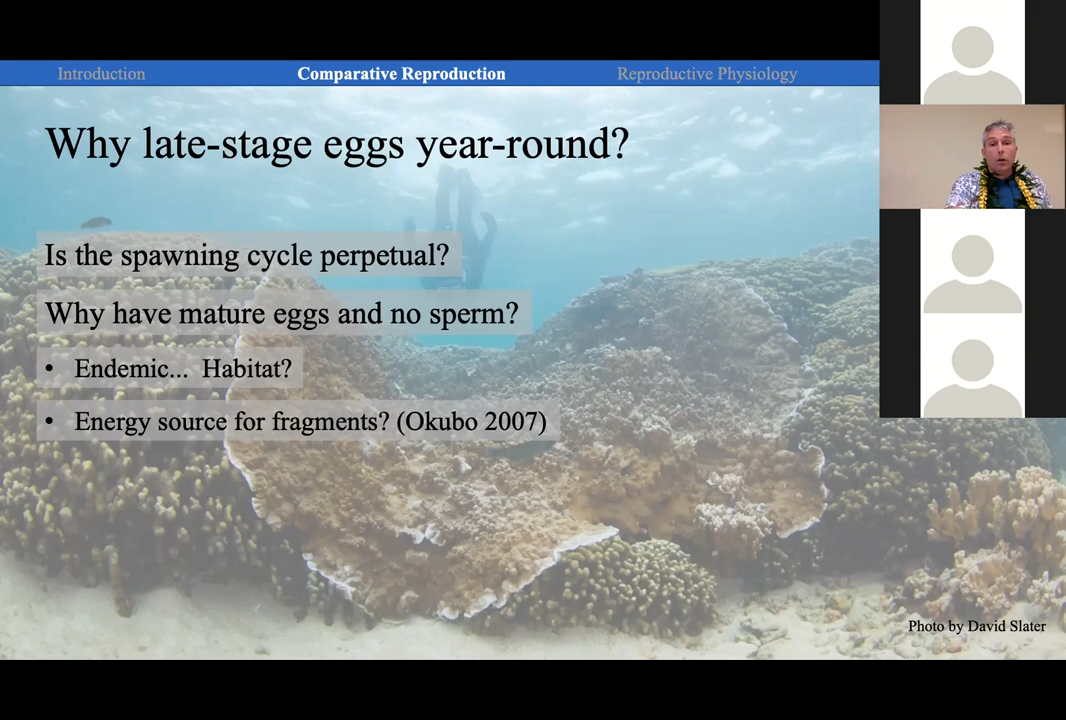 Introduction
Comparative Reproduction
Reproductive Physiology
Why late-stage eggs year-round?
Is the spawning cycle perpetual?
Why have mature eggs and no sperm?
• Endemic... Habitat?
• Energy source for fragments? (Okubo 2007)
Photo by David Slater